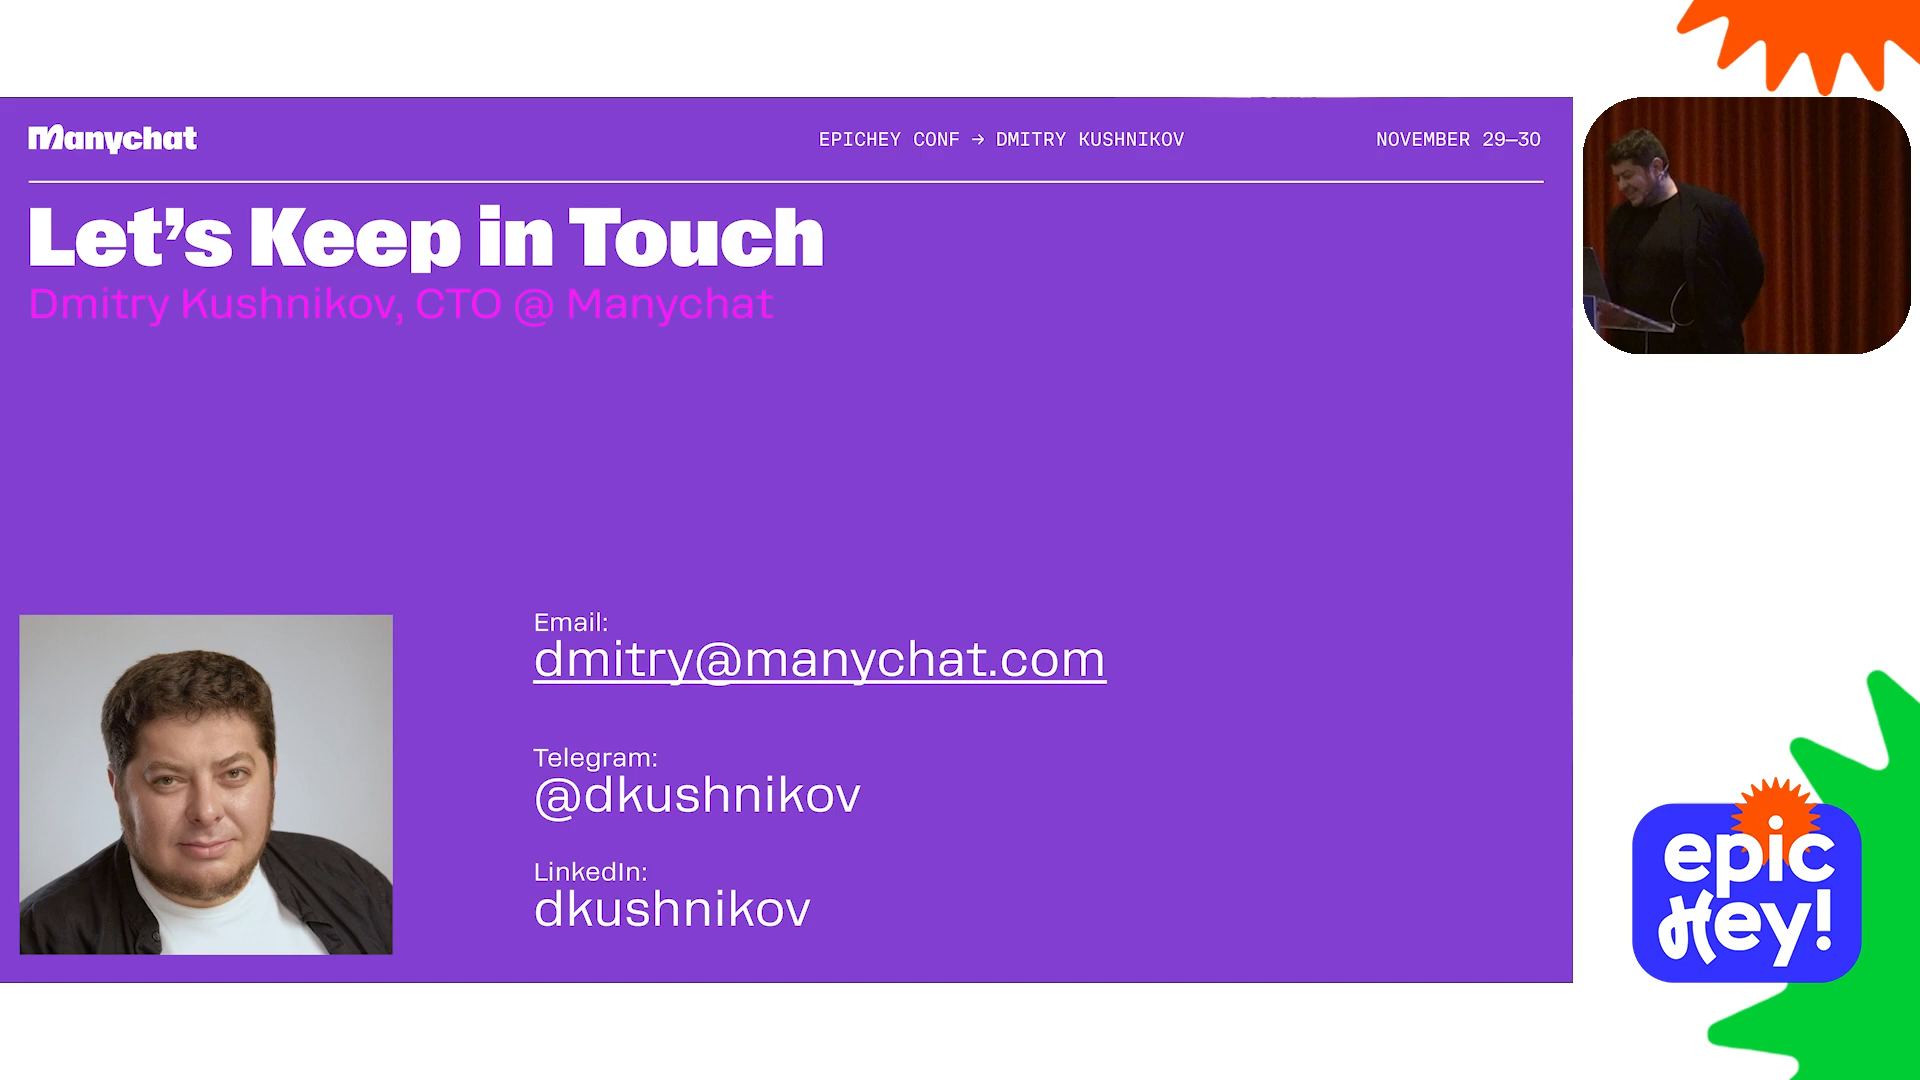 Manychat
EPICHEY CONF → DMITRY KUSHNIKOV
NOVEMBER 29—30
Let’s Keep in Touch
Dmitry Kushnikov, CTO @ Manychat
Email:
dmitry@manychat.com
Telegram:
@dkushnikov
LinkedIn:
dkushnikov
epic
Hey!